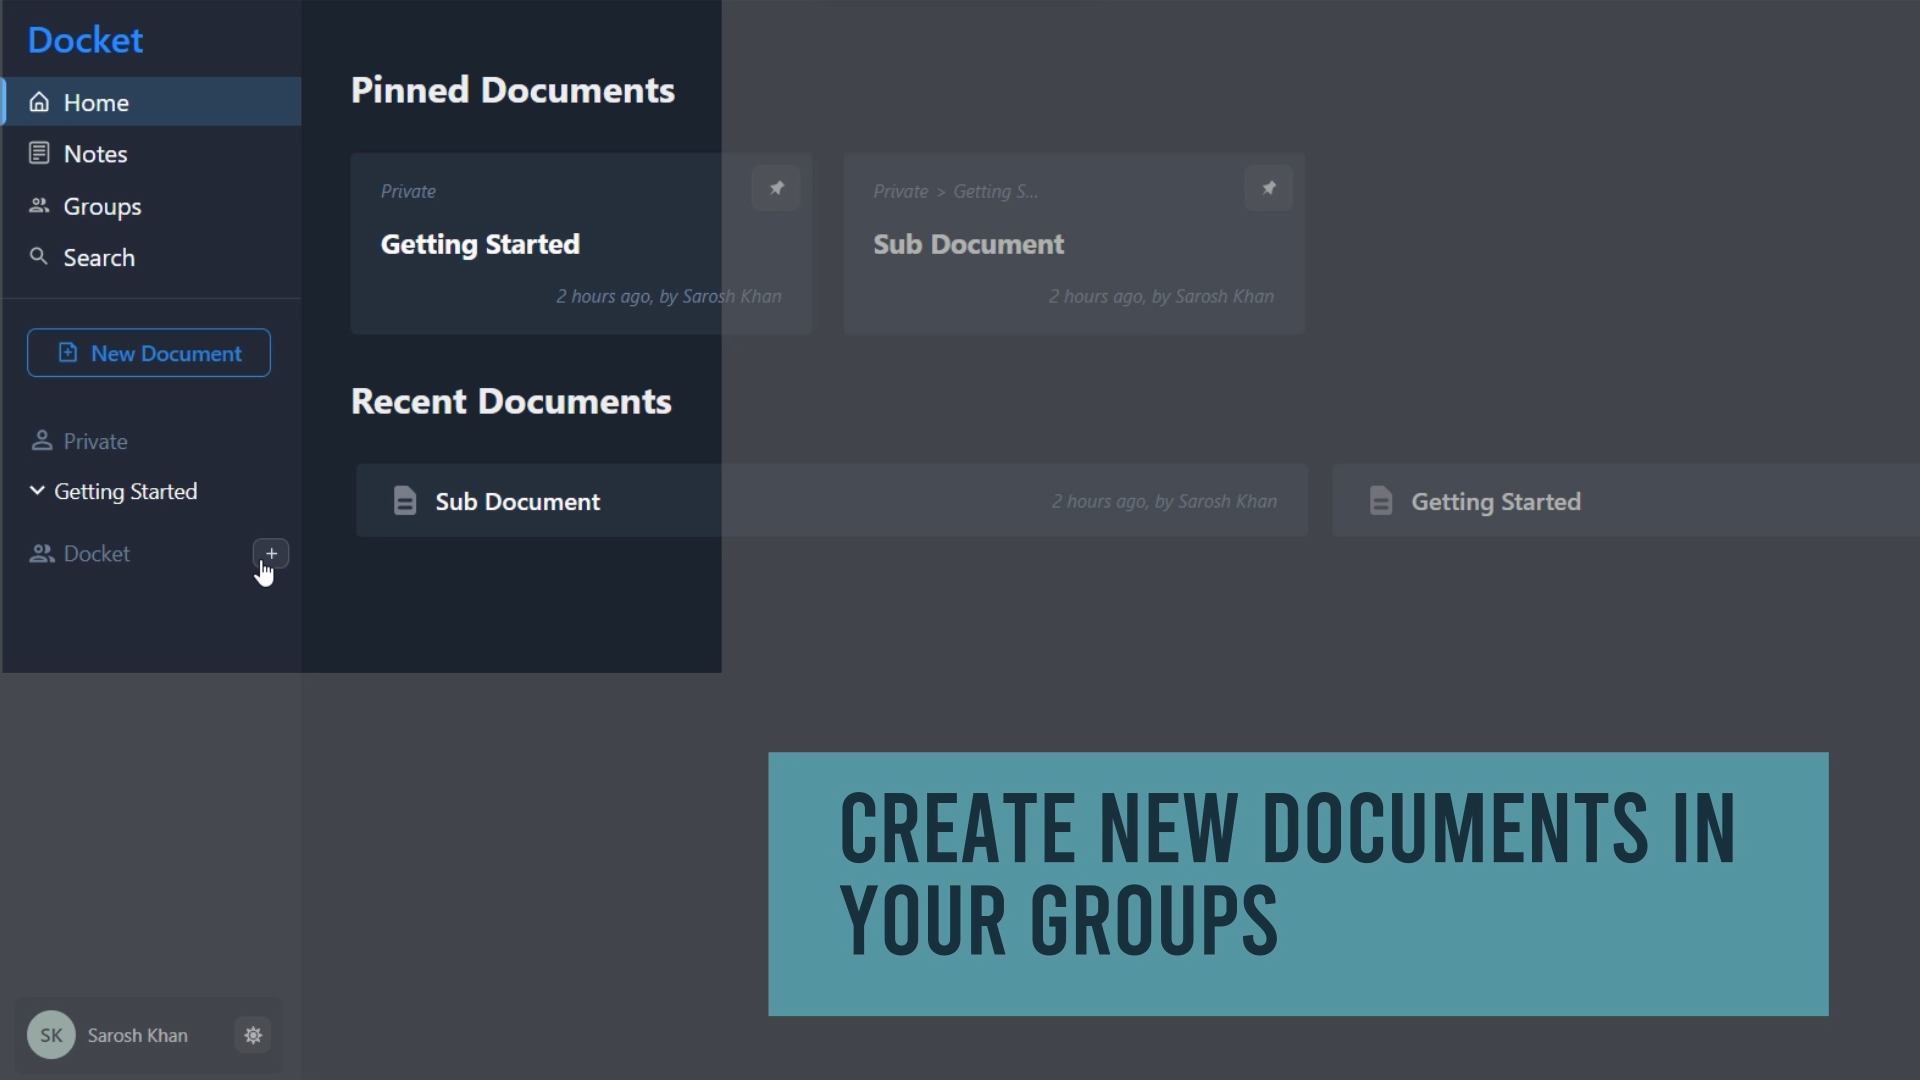 Docket
Home
Notes
Groups
Search
New Document
Private
Getting Started
Docket
+
SK Sarosh Khan
Pinned Documents
Private
Getting Started
2 hours ago, by Sarosh Khan
Private > Getting S...
Sub Document
2 hours ago, by Sarosh Khan
Recent Documents
Sub Document 2 hours ago, by Sarosh Khan
Getting Started
CREATE NEW DOCUMENTS IN
YOUR GROUPS